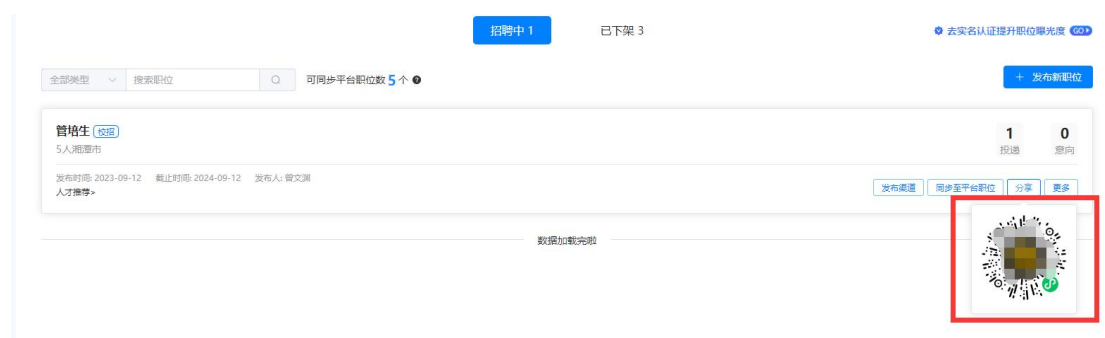 招聘中 1 已下架 3 去实名认证提升职位曝光度 GO
全部类型 搜索职位 可同步平台职位数 5 个 + 发布新职位
管培生 校招 1 0
5人湘潭市 投递 意向
发布时间: 2023-09-12 截止时间: 2024-09-12 发布人: 曾文渊
人才推荐> 发布渠道 同步至平台职位 分享 更多
数据加载完啦